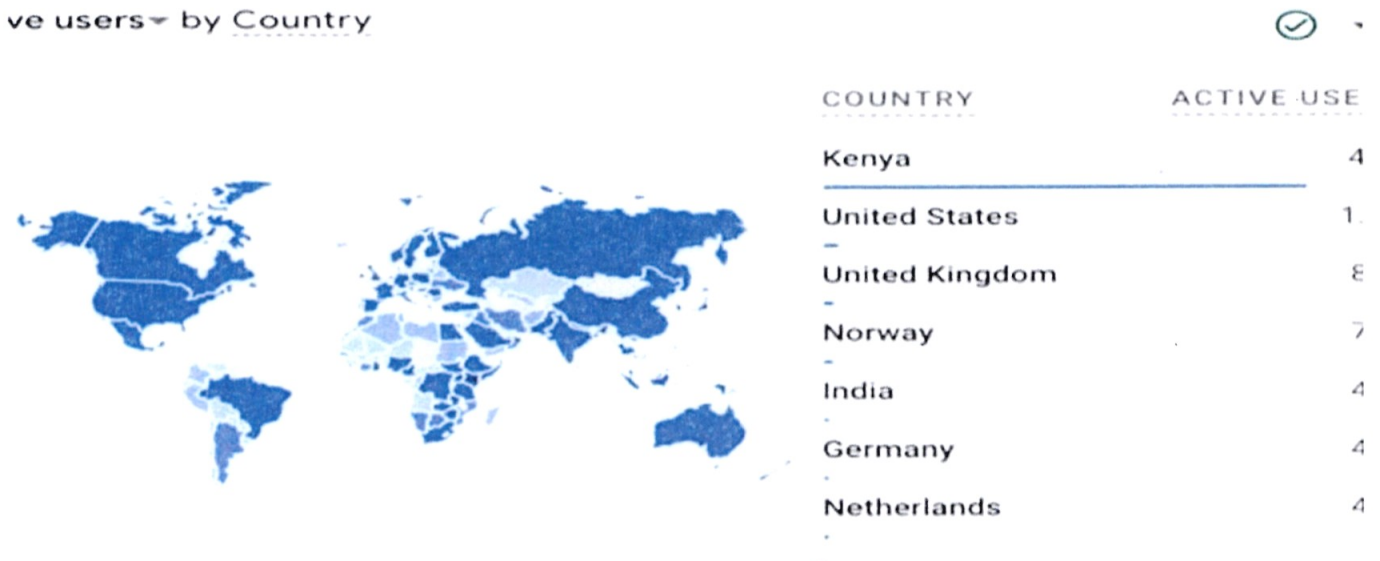 ve users by Country
COUNTRY ACTIVE USE
Kenya 4
United States 1.
United Kingdom 8
Norway 7
India 4
Germany 4
Netherlands 4